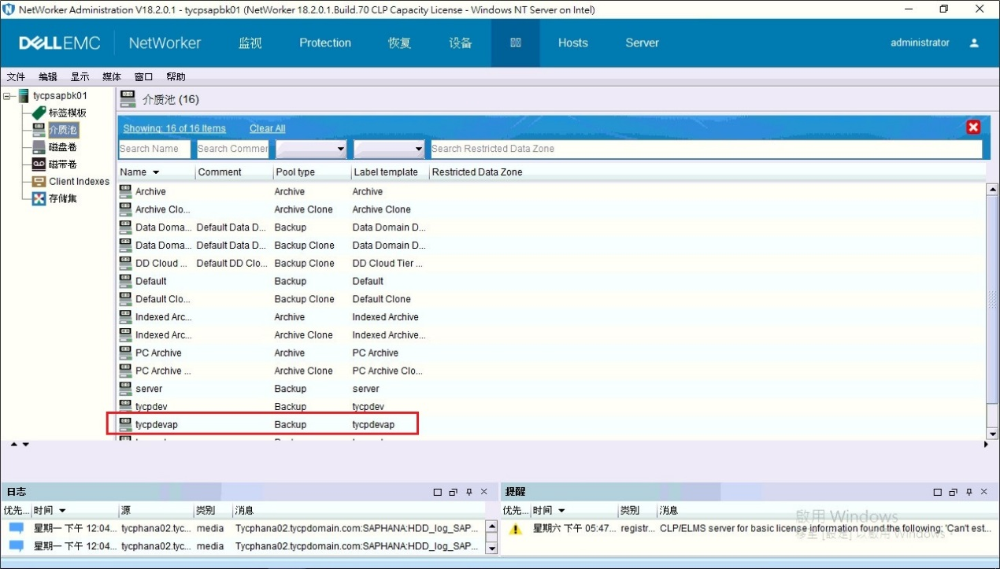 NetWorker Administration V18.2.0.1 - tycpsapbk01 (NetWorker 18.2.0.1.Build.70 CLP Capacity License - Windows NT Server on Intel)
DELLEMC NetWorker 监视 Protection 恢复 设备 Hosts Server administrator
文件 编辑 显示 媒体 窗口 帮助
tycpsapbk01
标签模板
介质池
磁盘卷
磁带卷
Client Indexes
存储集
介质池 (16)
Showing: 16 of 16 Items Clear All
Search Name Search Commer Search Restricted Data Zone
Name Comment Pool type Label template Restricted Data Zone
Archive Archive Archive
Archive Clo... Archive Clone Archive Clone
Data Doma... Default Data D... Backup Data Domain D...
Data Doma... Default Data D... Backup Clone Data Domain D...
DD Cloud ... Default DD Clo... Backup Clone DD Cloud Tier ...
Default Backup Default
Default Clo... Backup Clone Default Clone
Indexed Arc... Archive Indexed Archive
Indexed Arc... Archive Clone Indexed Archive...
PC Archive Archive PC Archive
PC Archive ... Archive Clone PC Archive Clo...
server Backup server
tycpdev Backup tycpdev
tycpdevap Backup tycpdevap
日志
优先... 时间 源 类别 消息
星期一 下午 12:04... tycphana02.tyc... media Tycphana02.tycpdomain.com:SAPHANA:HDD_log_SAP...
星期一 下午 12:04... tycphana02.tyc... media Tycphana02.tycpdomain.com:SAPHANA:HDD_log_SAP...
提醒
优先... 时间 类别 消息
星期六 下午 05:47... registr... CLP/ELMS server for basic license information found the following: 'Can't est...
啟用 Windows
移至 [設定] 以啟用 Windows。